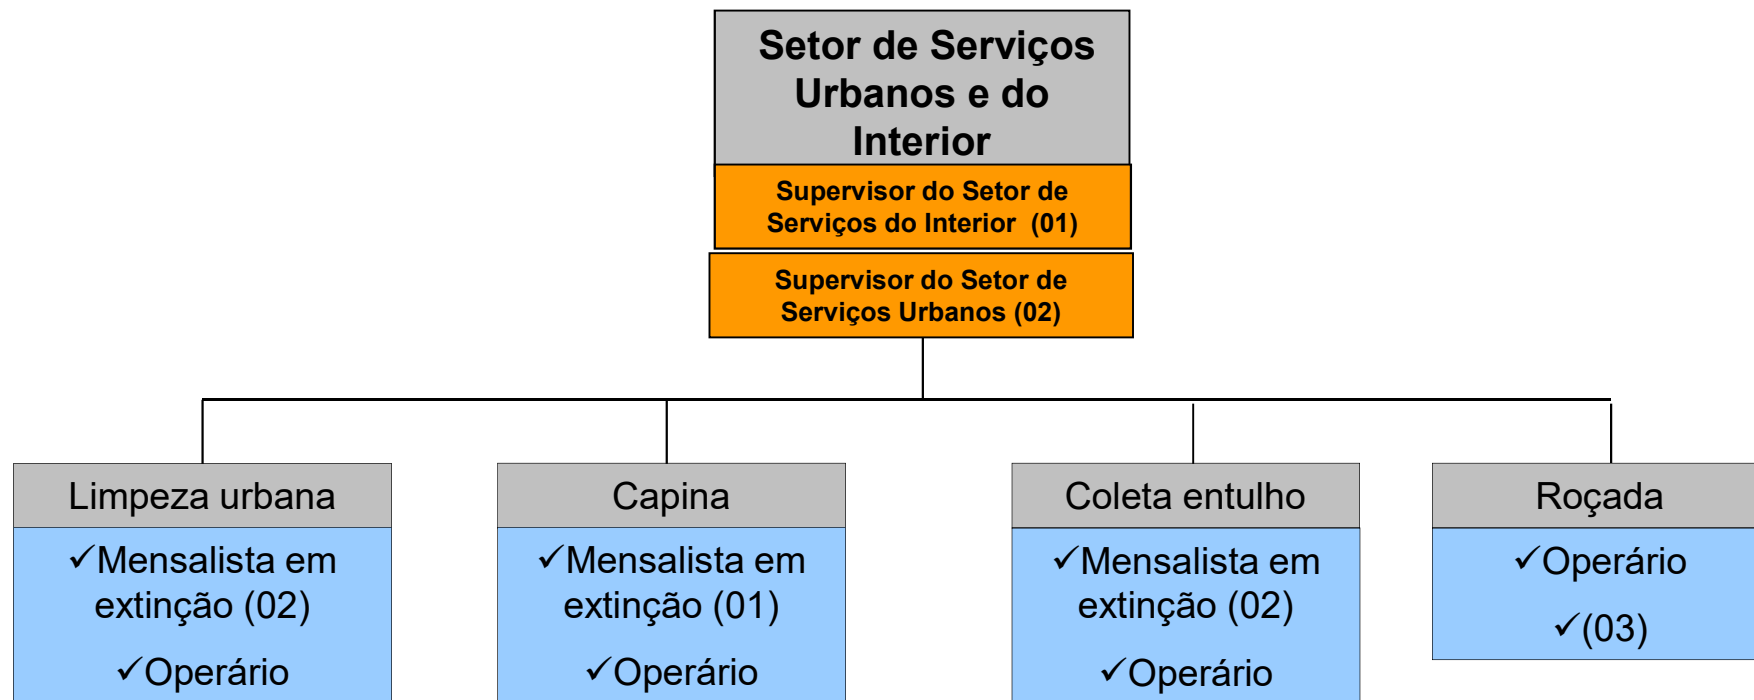 Setor de Serviços
Urbanos e do
Interior
Supervisor do Setor de
Serviços do Interior (01)
Supervisor do Setor de
Serviços Urbanos (02)
Limpeza urbana
✓Mensalista em
extinção (02)
✓Operário
Capina
✓Mensalista em
extinção (01)
✓Operário
Coleta entulho
✓Mensalista em
extinção (02)
✓Operário
Roçada
✓Operário
✓(03)